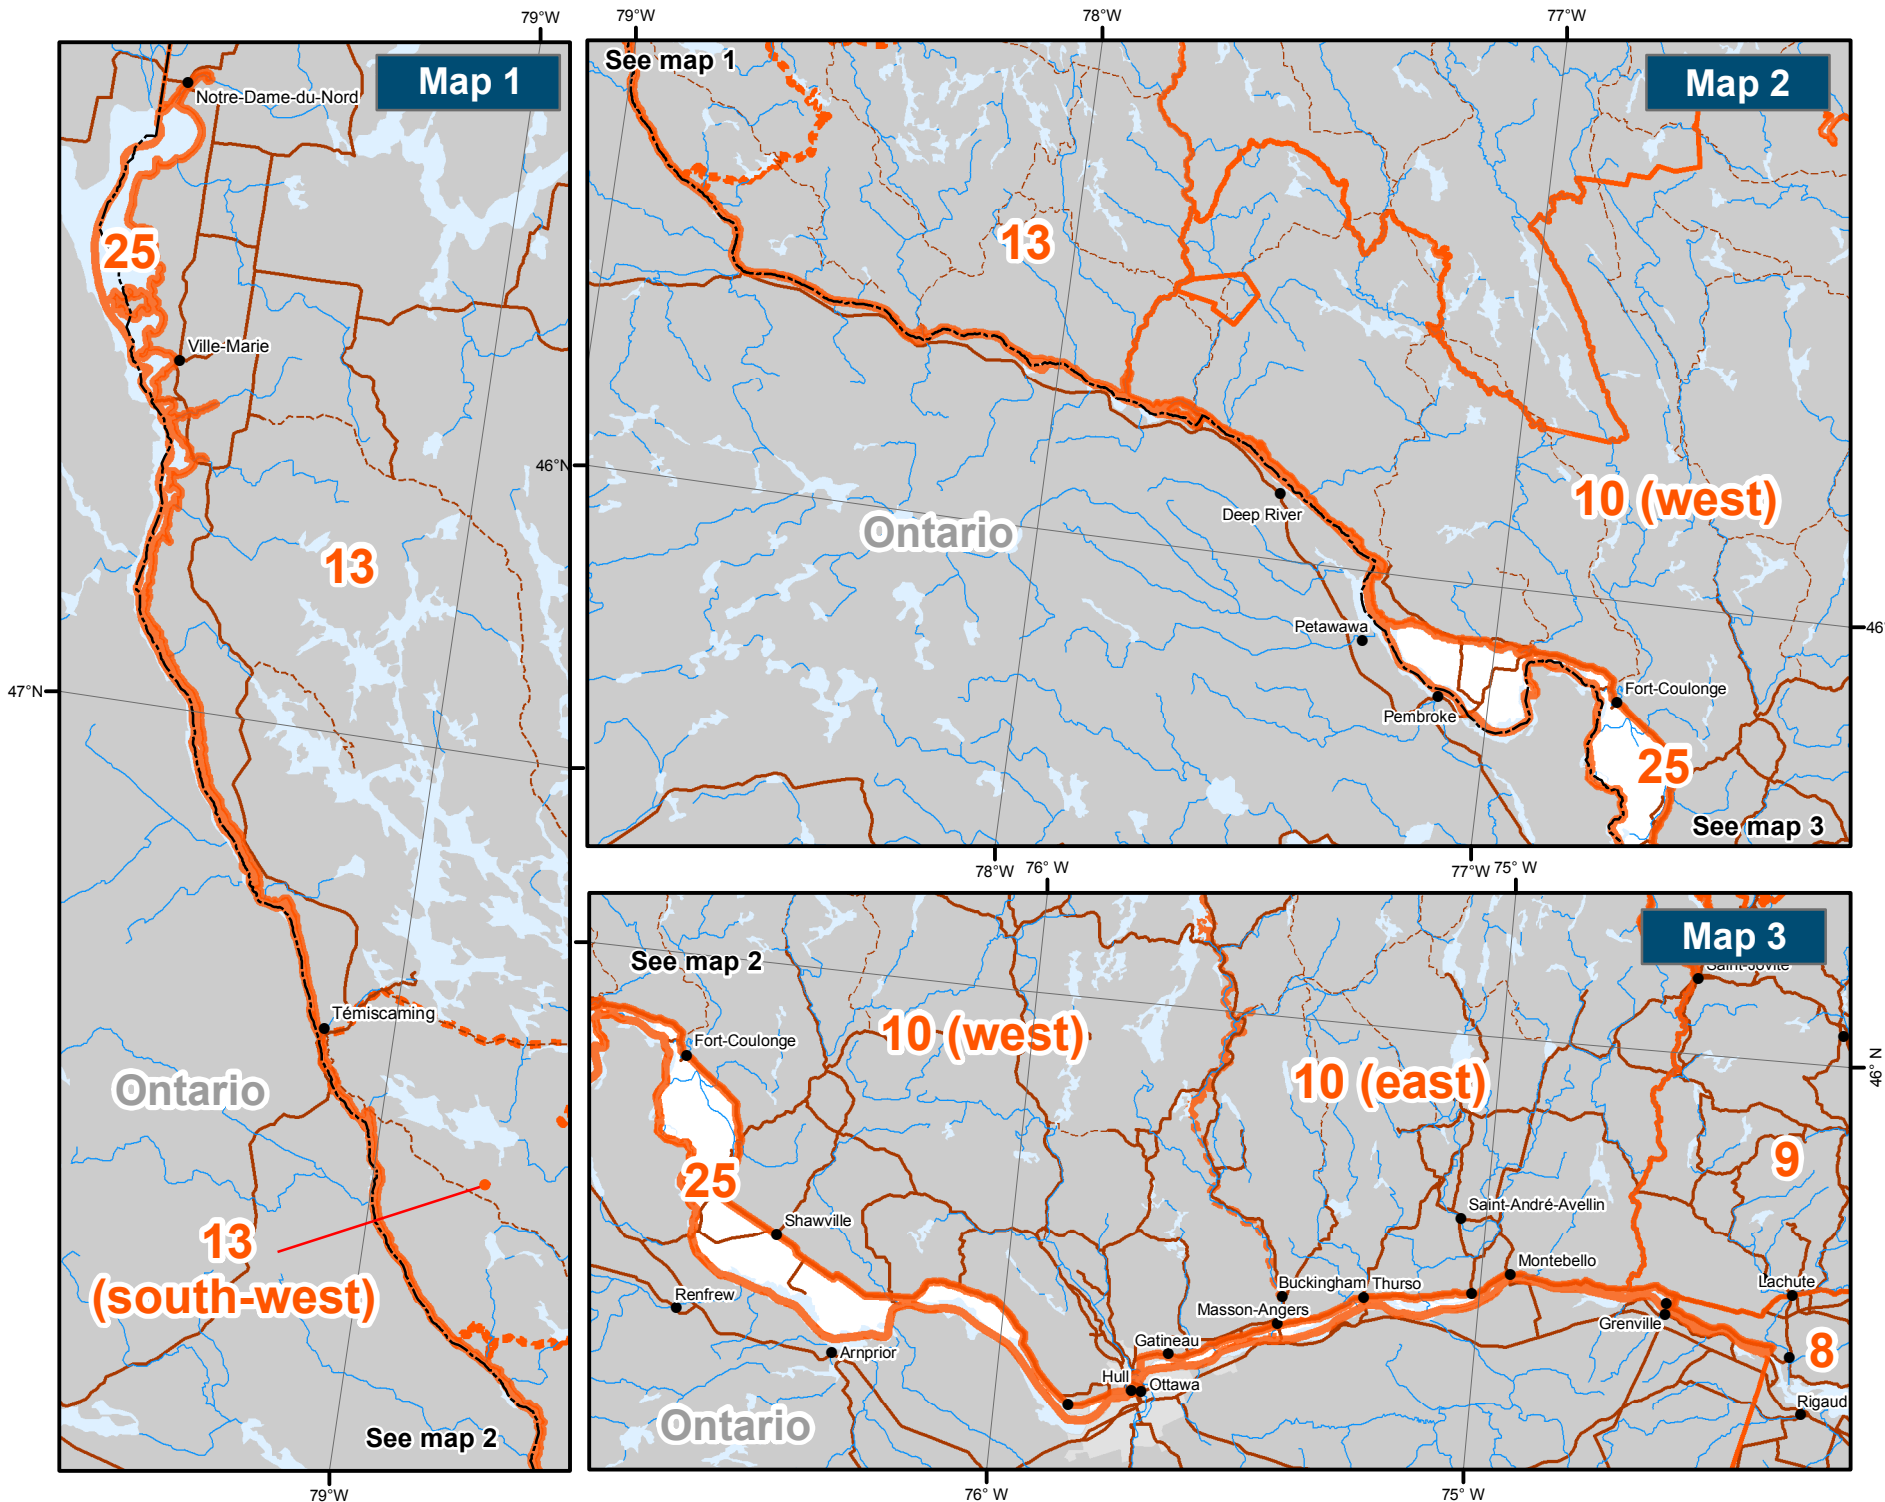 79°W
79°W
78°W
77°W
Map 1
Notre-Dame-du-Nord
25
Ville-Marie
13
47°N
Témiscaming
Ontario
13
(south-west)
See map 2
79°W
See map 1
Map 2
13
46°N
Ontario
10 (west)
Deep River
Petawawa
Pembroke
Fort-Coulonge
25
See map 3
46°
78°W
76°W
77°W
75°W
See map 2
Map 3
Saint-Jovite
10 (west)
Fort-Coulonge
10 (east)
46°N
25
9
Shawville
Saint-André-Avellin
Montebello
Renfrew
Buckingham
Thurso
Lachute
Masson-Angers
Grenville
Gatineau
Arnprior
8
Hull
Ottawa
Rigaud
Ontario
76°W
75°W